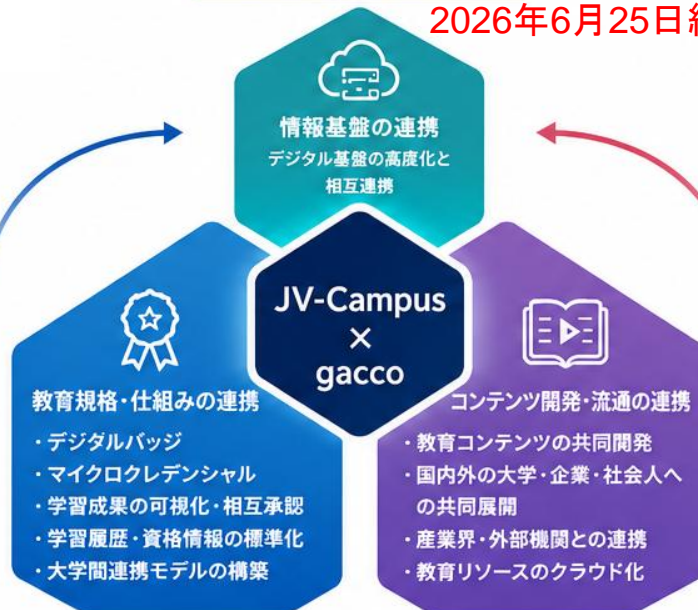 2026年6月25日
情報基盤の連携
デジタル基盤の高度化と
相互連携
JV-Campus
×
gacco
教育規格・仕組みの連携
・デジタルバッジ
・マイクロクレデンシャル
・学習成果の可視化・相互承認
・学習履歴・資格情報の標準化
・大学間連携モデルの構築
コンテンツ開発・流通の連携
・教育コンテンツの共同開発
・国内外の大学・企業・社会人へ
の共同展開
・産業界・外部機関との連携
・教育リソースのクラウド化